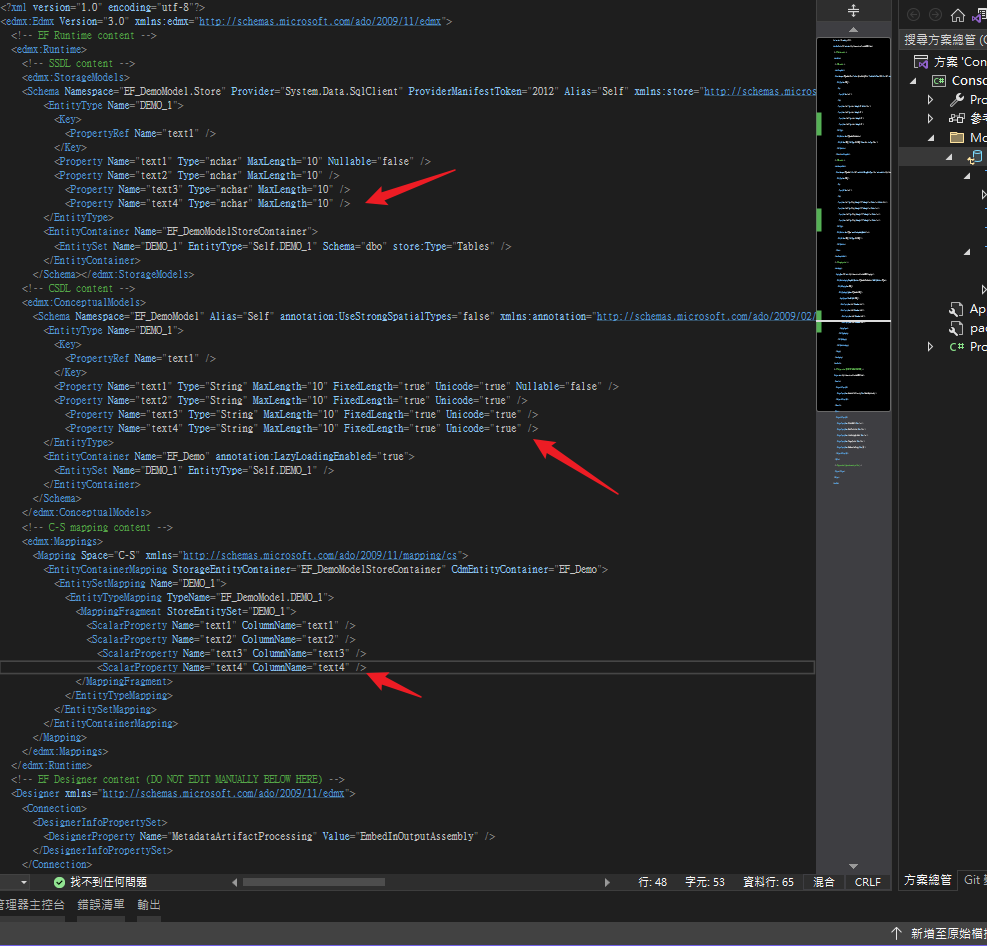 <?xml version="1.0" encoding="utf-8"?>
<edmx:Edmx Version="3.0" xmlns:edmx="http://schemas.microsoft.com/ado/2009/11/edmx">
<!-- EF Runtime content -->
<edmx:Runtime>
<!-- SSDL content -->
<edmx:StorageModels>
<Schema Namespace="EF_DemoModel.Store" Provider="System.Data.SqlClient" ProviderManifestToken="2012" Alias="Self" xmlns:store="http://schemas.micros
<EntityType Name="DEMO_1">
<Key>
<PropertyRef Name="text1" />
</Key>
<Property Name="text1" Type="nchar" MaxLength="10" Nullable="false" />
<Property Name="text2" Type="nchar" MaxLength="10" />
<Property Name="text3" Type="nchar" MaxLength="10" />
<Property Name="text4" Type="nchar" MaxLength="10" />
</EntityType>
<EntityContainer Name="EF_DemoModelStoreContainer">
<EntitySet Name="DEMO_1" EntityType="Self.DEMO_1" Schema="dbo" store:Type="Tables" />
</EntityContainer>
</Schema></edmx:StorageModels>
<!-- CSDL content -->
<edmx:ConceptualModels>
<Schema Namespace="EF_DemoModel" Alias="Self" annotation:UseStrongSpatialTypes="false" xmlns:annotation="http://schemas.microsoft.com/ado/2009/02/
<EntityType Name="DEMO_1">
<Key>
<PropertyRef Name="text1" />
</Key>
<Property Name="text1" Type="String" MaxLength="10" FixedLength="true" Unicode="true" Nullable="false" />
<Property Name="text2" Type="String" MaxLength="10" FixedLength="true" Unicode="true" />
<Property Name="text3" Type="String" MaxLength="10" FixedLength="true" Unicode="true" />
<Property Name="text4" Type="String" MaxLength="10" FixedLength="true" Unicode="true" />
</EntityType>
<EntityContainer Name="EF_Demo" annotation:LazyLoadingEnabled="true">
<EntitySet Name="DEMO_1" EntityType="Self.DEMO_1" />
</EntityContainer>
</Schema>
</edmx:ConceptualModels>
<!-- C-S mapping content -->
<edmx:Mappings>
<Mapping Space="C-S" xmlns="http://schemas.microsoft.com/ado/2009/11/mapping/cs">
<EntityContainerMapping StorageEntityContainer="EF_DemoModelStoreContainer" CdmEntityContainer="EF_Demo">
<EntitySetMapping Name="DEMO_1">
<EntityTypeMapping TypeName="EF_DemoModel.DEMO_1">
<MappingFragment StoreEntitySet="DEMO_1">
<ScalarProperty Name="text1" ColumnName="text1" />
<ScalarProperty Name="text2" ColumnName="text2" />
<ScalarProperty Name="text3" ColumnName="text3" />
<ScalarProperty Name="text4" ColumnName="text4" />
</MappingFragment>
</EntityTypeMapping>
</EntitySetMapping>
</EntityContainerMapping>
</Mapping>
</edmx:Mappings>
</edmx:Runtime>
<!-- EF Designer content (DO NOT EDIT MANUALLY BELOW HERE) -->
<Designer xmlns="http://schemas.microsoft.com/ado/2009/11/edmx">
<Connection>
<DesignerInfoPropertySet>
<DesignerProperty Name="MetadataArtifactProcessing" Value="EmbedInOutputAssembly" />
</DesignerInfoPropertySet>
</Connection>
找不到任何問題 行: 48 字元: 53 資料行: 65 混合 CRLF
管理器主控台 錯誤清單 輸出
搜尋方案總管 (C
方案 'Con
C# Conso
Pro
參考
Mo
Ap
pac
C# Pro
方案總管 Git
新增至原始檔